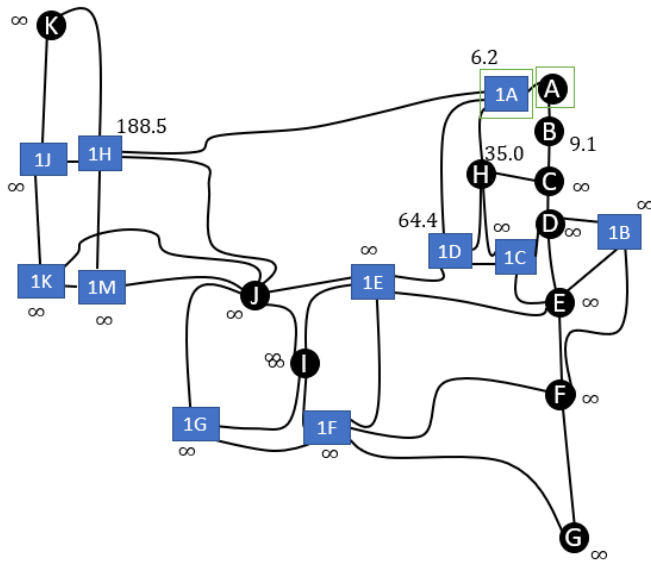 ∞ K
6.2
1A A
188.5
B 9.1
1J 1H
∞
H 35.0 C ∞
64.4 ∞ D ∞ ∞
1B
1D 1C
∞
1K 1M J 1E E ∞
∞ ∞ ∞
∞∞ I
F ∞
1G 1F
∞ ∞
G ∞